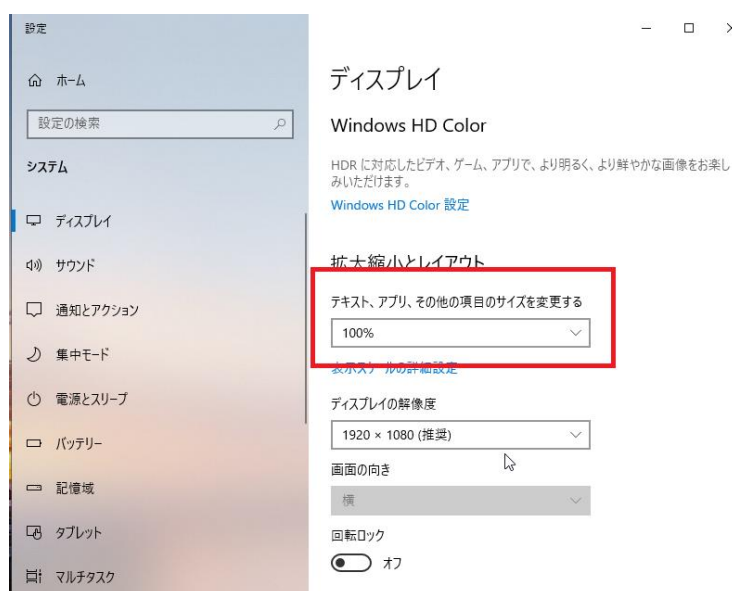 設定
ホーム
設定の検索
システム
ディスプレイ
サウンド
通知とアクション
集中モード
電源とスリープ
バッテリー
記憶域
タブレット
マルチタスク
ディスプレイ
Windows HD Color
HDR に対応したビデオ、ゲーム、アプリで、より明るく、より鮮やかな画像をお楽し
みいただけます。
Windows HD Color 設定
拡大縮小とレイアウト
テキスト、アプリ、その他の項目のサイズを変更する
100%
表示スケールの詳細設定
ディスプレイの解像度
1920 × 1080 (推奨)
画面の向き
横
回転ロック
オフ